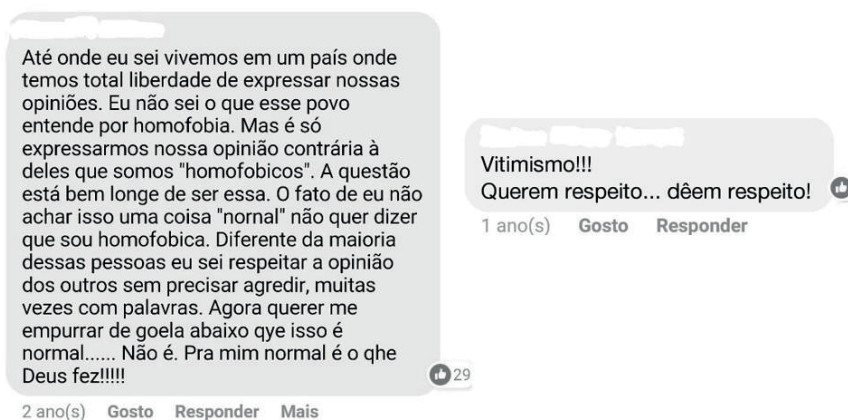 Até onde eu sei vivemos em um país onde
temos total liberdade de expressar nossas
opiniões. Eu não sei o que esse povo
entende por homofobia. Mas é só
expressarmos nossa opinião contrária à
deles que somos "homofobicos". A questão
está bem longe de ser essa. O fato de eu não
achar isso uma coisa "nornal" não quer dizer
que sou homofobica. Diferente da maioria
dessas pessoas eu sei respeitar a opinião
dos outros sem precisar agredir, muitas
vezes com palavras. Agora querer me
empurrar de goela abaixo qye isso é
normal...... Não é. Pra mim normal é o qhe
Deus fez!!!!!
29
2 ano(s) Gosto Responder Mais
Vitimismo!!!
Querem respeito... dêem respeito!
1 ano(s) Gosto Responder